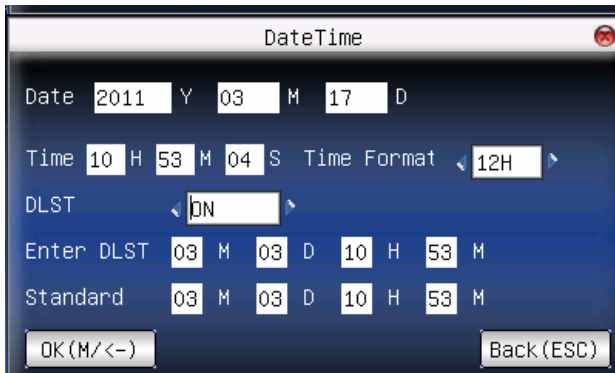 DateTime
Date 2011 Y 03 M 17 D
Time 10 H 53 M 04 S Time Format 12H
DLST ON
Enter DLST 03 M 03 D 10 H 53 M
Standard 03 M 03 D 10 H 53 M
OK(M/<-) Back(ESC)